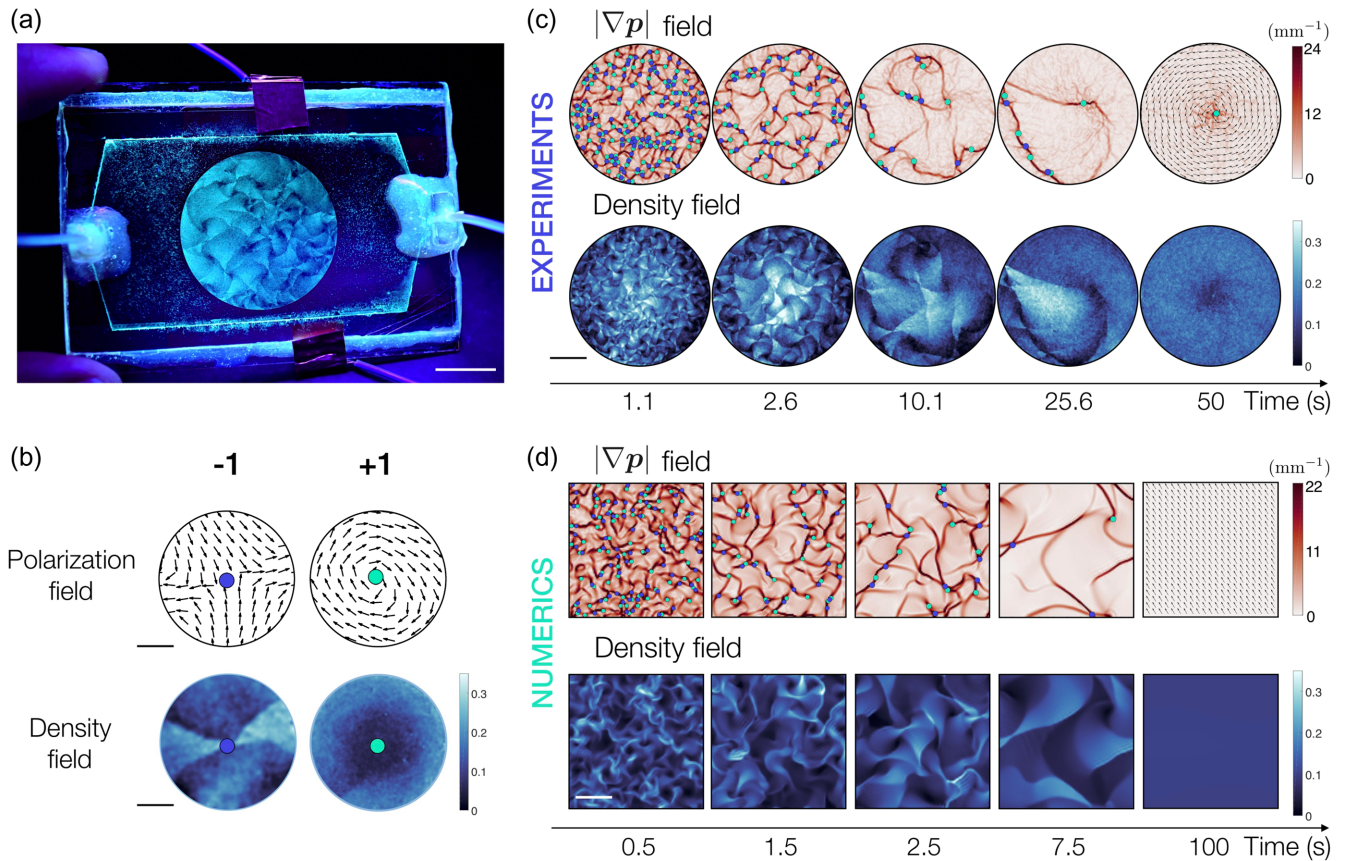 (a)
(b)
-1
+1
Polarization
field
Density
field
0.3
0.2
0.1
0
(c)
|∇p| field
(mm⁻¹)
24
12
0
EXPERIMENTS
Density field
0.3
0.2
0.1
0
1.1
2.6
10.1
25.6
50
Time (s)
(d)
|∇p| field
(mm⁻¹)
22
11
0
NUMERICS
Density field
0.3
0.2
0.1
0
0.5
1.5
2.5
7.5
100
Time (s)